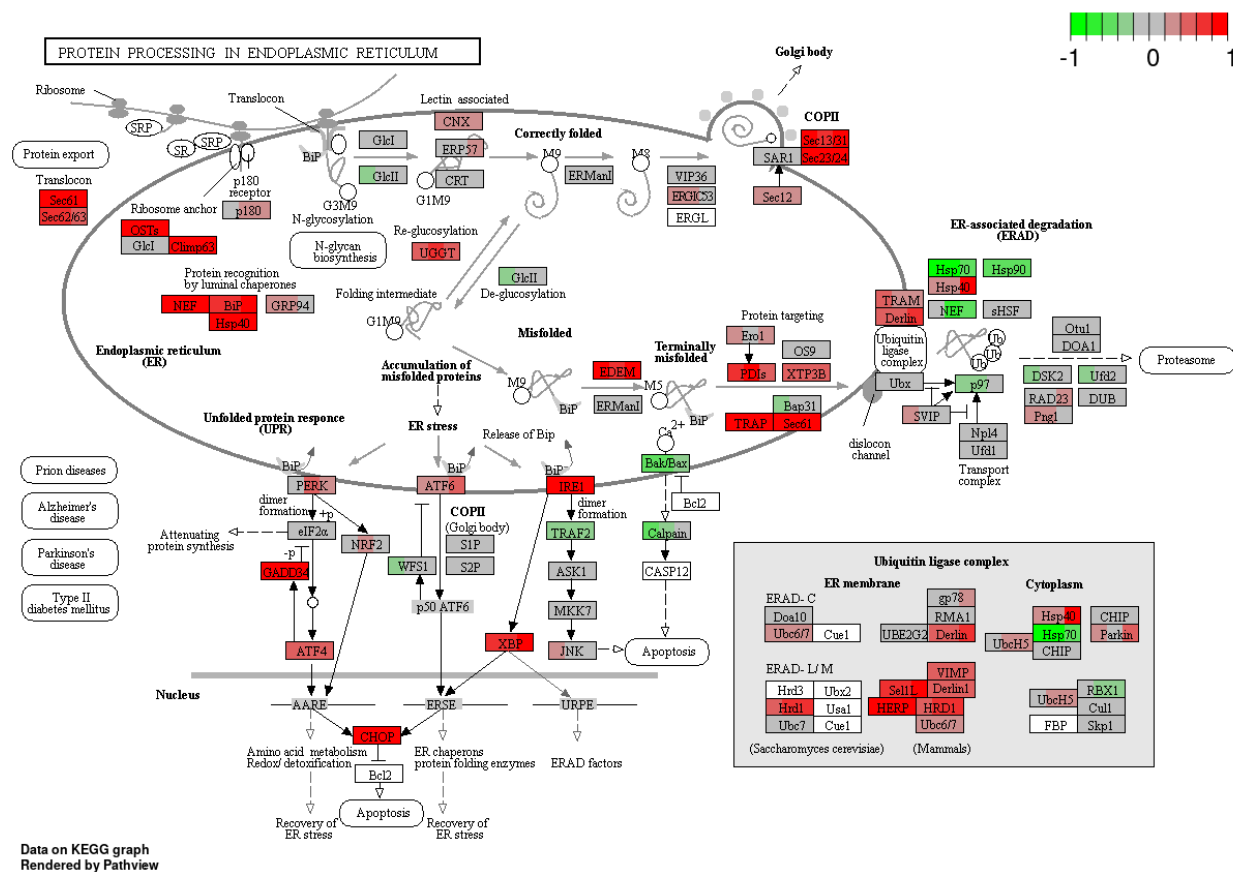 PROTEIN PROCESSING IN ENDOPLASMIC RETICULUM
-1
0
1
Golgi body
Ribosome
Translocon
Lectin associated
CNX
SRP
SR
SRP
GlcI
ERP57
Correctly folded
M9
M8
COPII
Sec13/31
Sec23/24
SAR1
Protein export
BiP
GlcII
CRT
ERManI
VIP36
Translocon
Sec61
Sec62/63
p180
receptor
p180
G3M9
G1M9
ERGIC53
Sec12
Ribosome anchor
N-glycosylation
ERGL
OSTs
GlcI
Climp63
N-glycan
biosynthesis
Re-glucosylation
UGGT
ER-associated degradation
(ERAD)
Protein recognition
by luminal chaperones
NEF
BiP
GRP94
Hsp40
GlcII
De-glucosylation
Hsp70
Hsp90
Hsp40
Folding intermediate
G1M9
TRAM
Derlin
NEF
sHSF
Misfolded
Protein targeting
Ero1
OS9
Otu1
DOA1
Endoplasmic reticulum
(ER)
Terminally
misfolded
Ubiquitin
ligase
complex
Ub
Ub
Ub
Proteasome
Accumulation of
misfolded proteins
M9
EDEM
M5
PDIs
XTP3B
Ubx
p97
DSK2
Ufd2
ERManI
BiP
BiP
Bap31
TRAP
Sec61
SVIP
RAD23
DUB
Png1
Unfolded protein responce
(UPR)
ER stress
Release of Bip
Ca2+
dislocon
channel
Npl4
Ufd1
Transport
complex
Prion diseases
Alzheimer's
disease
Parkinson's
disease
Type II
diabetes mellitus
BiP
BiP
BiP
Bak/Bax
PERK
ATF6
IRE1
Bcl2
dimer
formation
+p
COPII
(Golgi body)
dimer
formation
Attenuating
protein synthesis
eIF2α
NRF2
S1P
TRAF2
Calpain
-p
GADD34
WFS1
S2P
ASK1
CASP12
p50 ATF6
MKK7
ATF4
XBP
JNK
Apoptosis
Nucleus
AARE
ERSE
URPE
CHOP
Amino acid metabolism
Redox/ detoxification
ER chaperons
protein folding enzymes
ERAD factors
Bcl2
Apoptosis
Recovery of
ER stress
Recovery of
ER stress
Ubiquitin ligase complex
ER membrane
Cytoplasm
ERAD- C
Doa10
Ubc6/7
Cue1
gp78
RMA1
UBE2G2
Derlin
Hsp40
Hsp70
CHIP
UbcH5
CHIP
Parkin
ERAD- L/ M
Hrd3
Ubx2
Hrd1
Usa1
Ubc7
Cue1
VIMP
Sel1L
Derlin1
HERP
HRD1
Ubc6/7
UbcH5
RBX1
Cul1
FBP
Skp1
(Saccharomyces cerevisiae)
(Mammals)
Data on KEGG graph
Rendered by Pathview